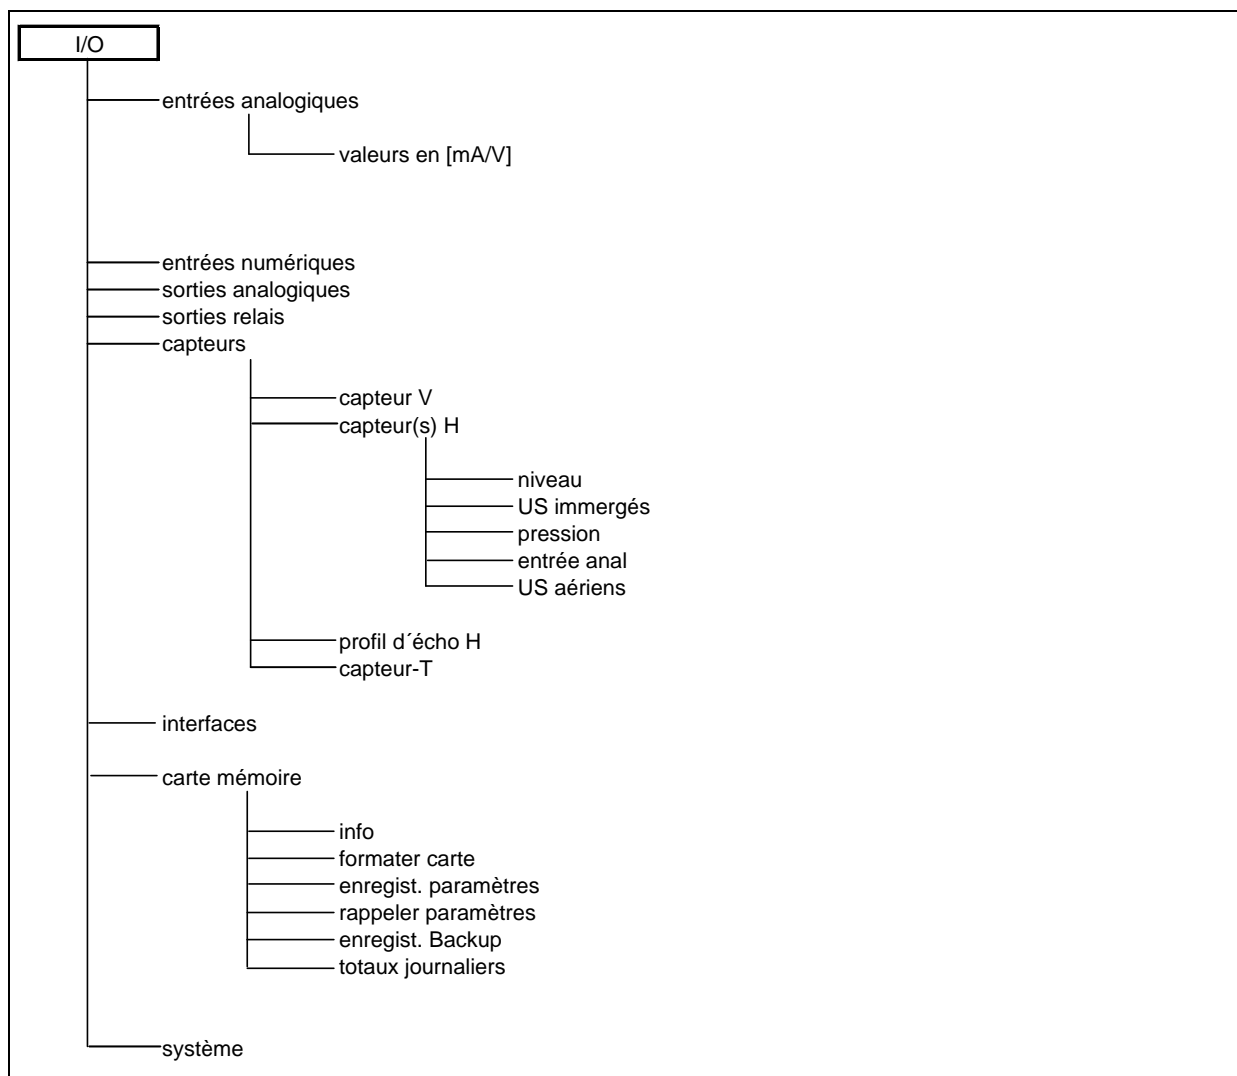 I/O
entrées analogiques
valeurs en [mA/V]
entrées numériques
sorties analogiques
sorties relais
capteurs
capteur V
capteur(s) H
niveau
US immergés
pression
entrée anal
US aériens
profil d´écho H
capteur-T
interfaces
carte mémoire
info
formater carte
enregist. paramètres
rappeler paramètres
enregist. Backup
totaux journaliers
système